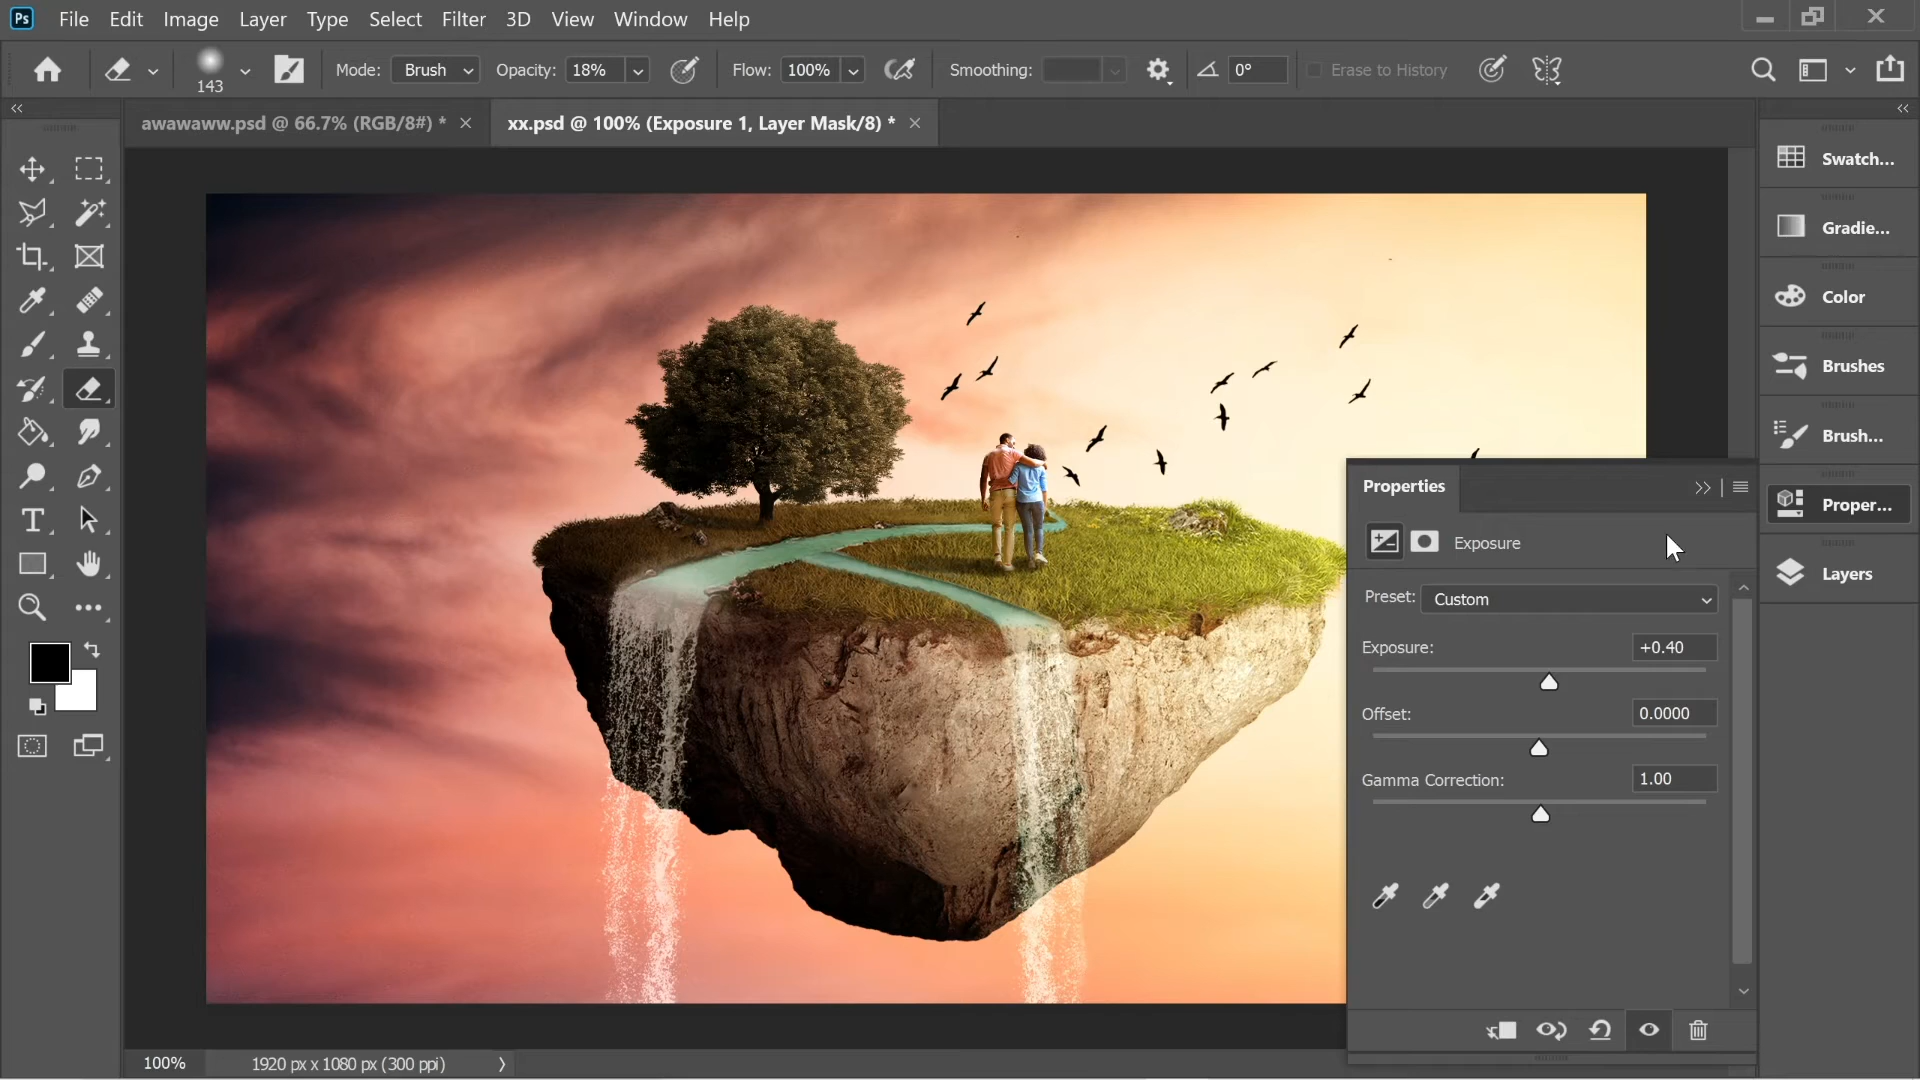 Ps File Edit Image Layer Type Select Filter 3D View Window Help
143 Mode: Brush Opacity: 18% Flow: 100% Smoothing: 0° Erase to History
awawaww.psd @ 66.7% (RGB/8#) * xx.psd @ 100% (Exposure 1, Layer Mask/8) *
Swatch...
Gradie...
Color
Brushes
Brush...
Proper...
Layers
Properties
Exposure
Preset: Custom
Exposure: +0.40
Offset: 0.0000
Gamma Correction: 1.00
100% 1920 px x 1080 px (300 ppi)